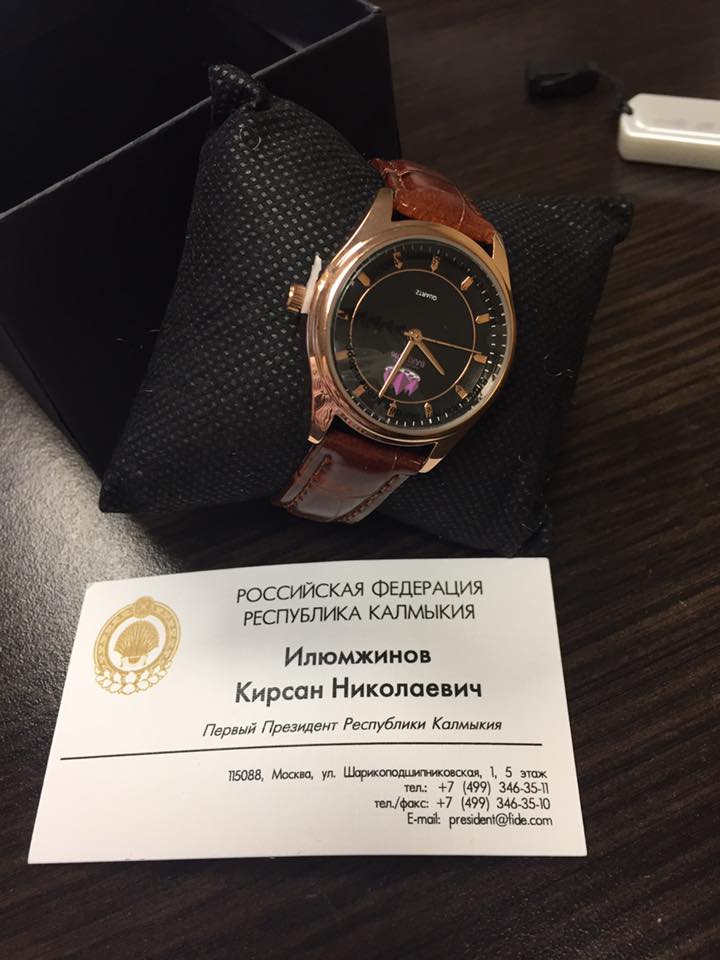 QUARTZ
РОССИЙСКАЯ ФЕДЕРАЦИЯ
РЕСПУБЛИКА КАЛМЫКИЯ
Илюмжинов
Кирсан Николаевич
Первый Президент Республики Калмыкия
115088, Москва, ул. Шарикоподшипниковская, 1, 5 этаж
тел.: +7 (499) 346-35-11
тел./факс: +7 (499) 346-35-10
E-mail: president@fide.com